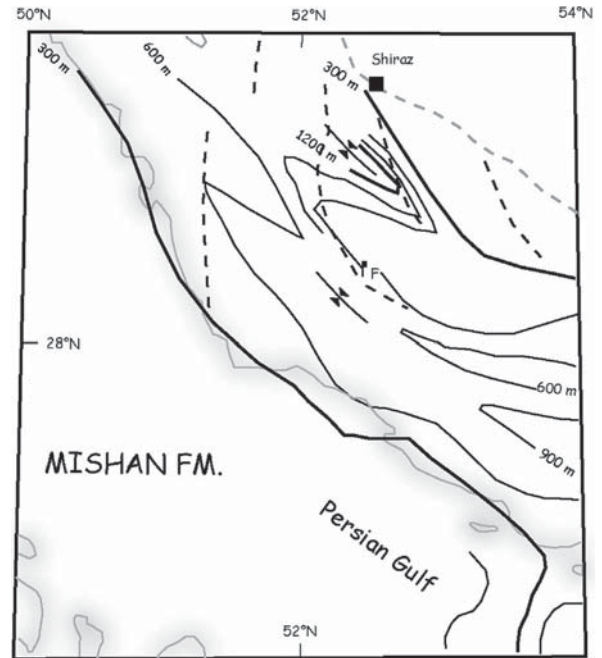 50°N
52°N
54°N
300 m
600 m
300 m
Shiraz
1200 m
F
28°N
600 m
900 m
MISHAN FM.
Persian Gulf
52°N